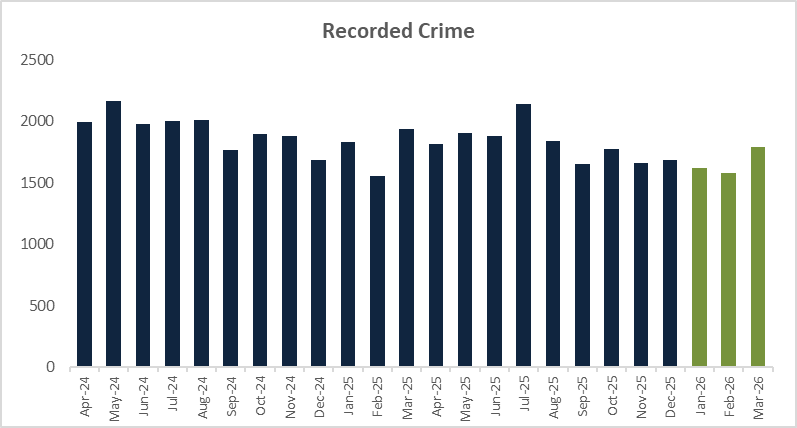 Recorded Crime
2500
2000
1500
1000
500
0
Apr-24
May-24
Jun-24
Jul-24
Aug-24
Sep-24
Oct-24
Nov-24
Dec-24
Jan-25
Feb-25
Mar-25
Apr-25
May-25
Jun-25
Jul-25
Aug-25
Sep-25
Oct-25
Nov-25
Dec-25
Jan-26
Feb-26
Mar-26